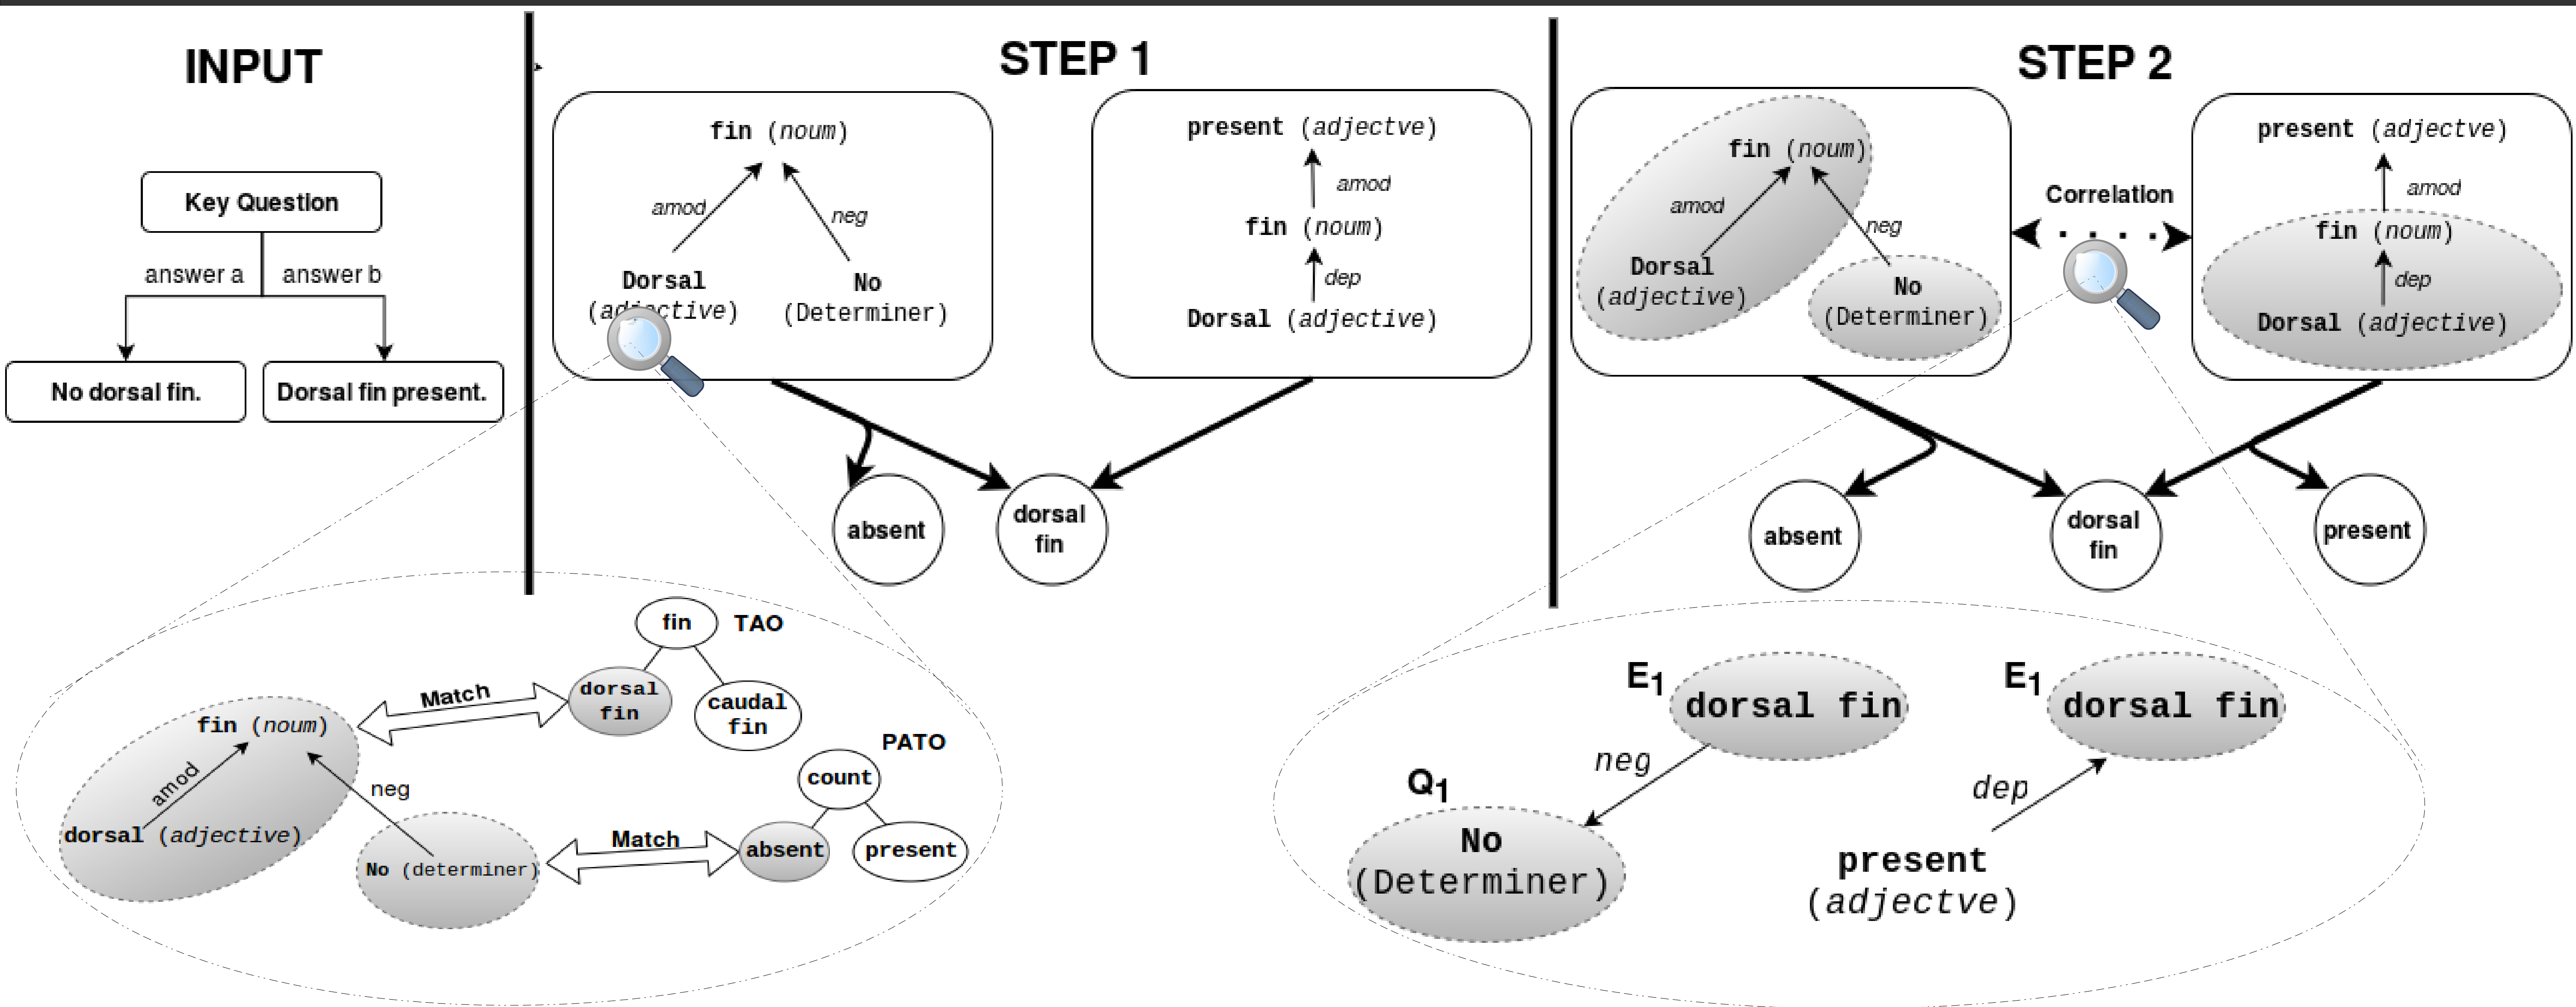 INPUT
Key Question
answer a
answer b
No dorsal fin.
Dorsal fin present.
STEP 1
fin (noum)
amod
neg
Dorsal
(adjective)
No
(Determiner)
present (adjectve)
amod
fin (noum)
dep
Dorsal (adjective)
absent
dorsal
fin
STEP 2
fin (noum)
amod
neg
Dorsal
(adjective)
No
(Determiner)
Correlation
present (adjectve)
amod
fin (noum)
dep
Dorsal (adjective)
absent
dorsal
fin
present
fin
TAO
Match
dorsal
fin
caudal
fin
fin (noum)
amod
neg
dorsal (adjective)
No (determiner)
Match
PATO
count
absent
present
E1
dorsal fin
neg
Q1
No
(Determiner)
E1
dorsal fin
dep
present
(adjectve)